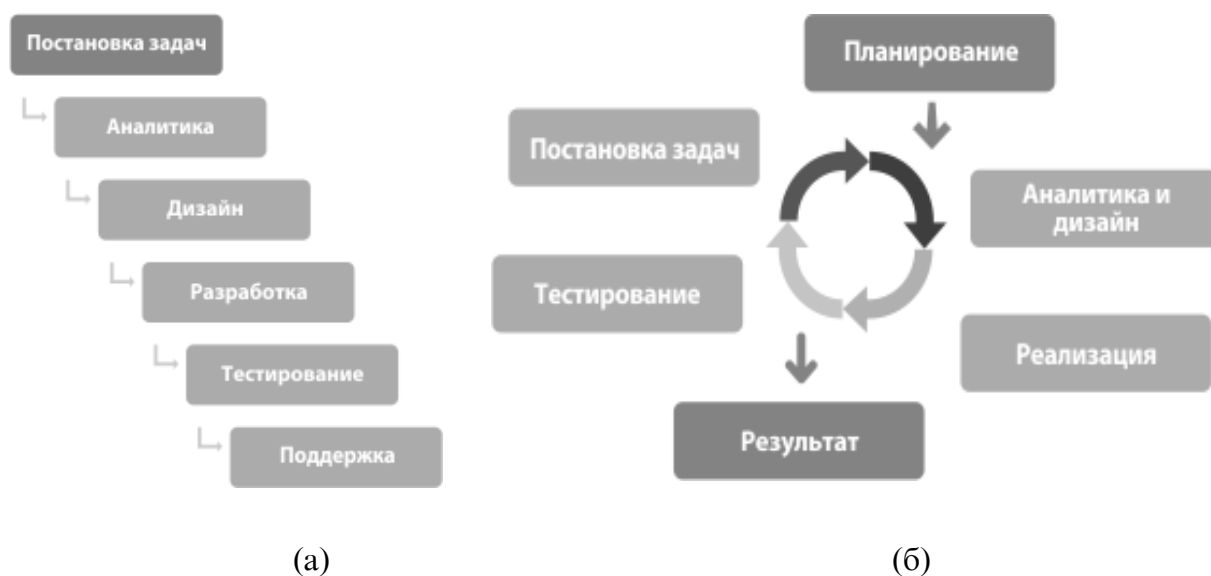 Постановка задач
Аналитика
Дизайн
Разработка
Тестирование
Поддержка
(а)
Планирование
Постановка задач
Аналитика и
дизайн
Тестирование
Реализация
Результат
(б)